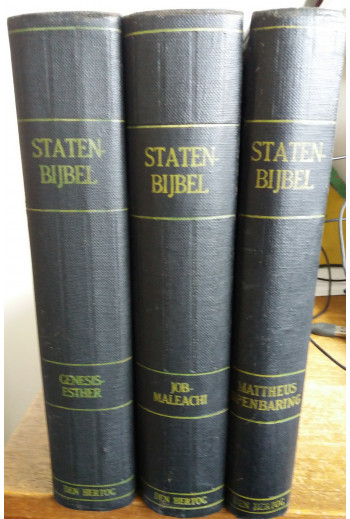 STATEN-
BIJBEL
GENESIS-
ESTHER
DEN HERTOG
STATEN-
BIJBEL
JOB-
MALEACHI
DEN HERTOG
STATEN-
BIJBEL
MATTHEUS
OPENBARING
DEN HERTOG